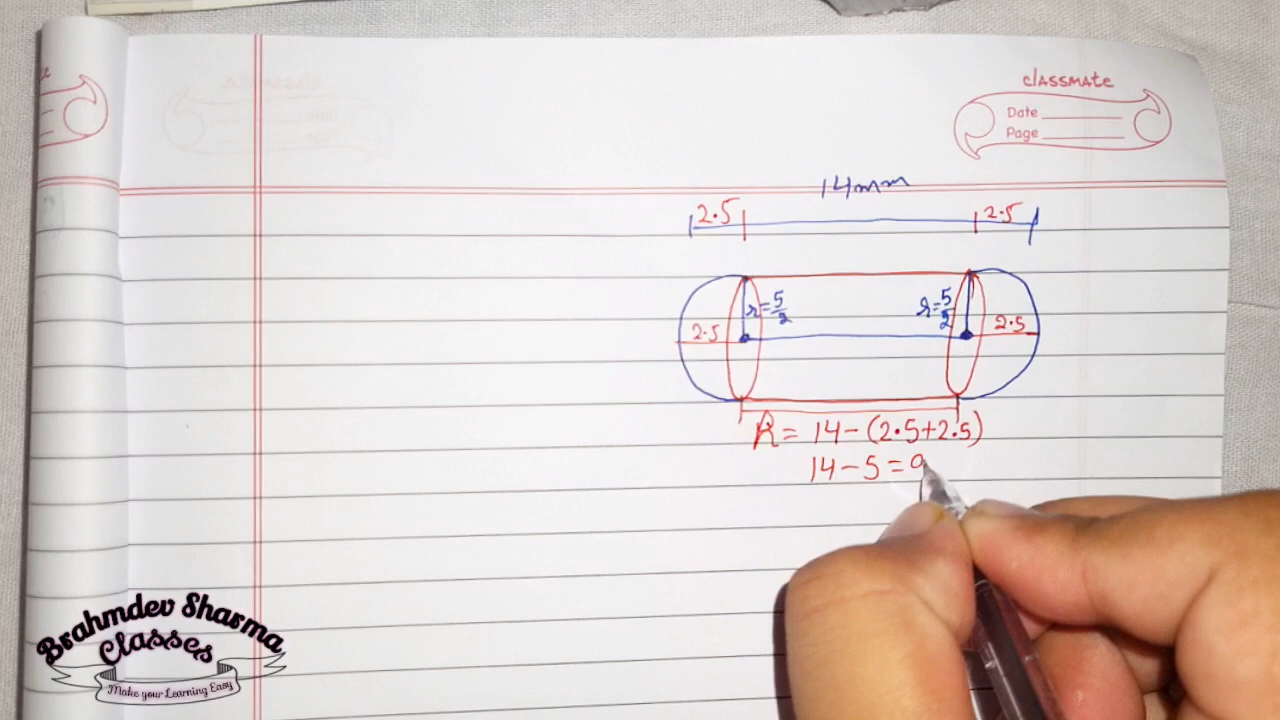 classmate
Date
Page
14mm
2.5 2.5
r=5/2 r=5/2
2.5 2.5
h= 14-(2.5+2.5)
14-5=9
Brahmdev Sharma
Classes
Make your Learning Easy